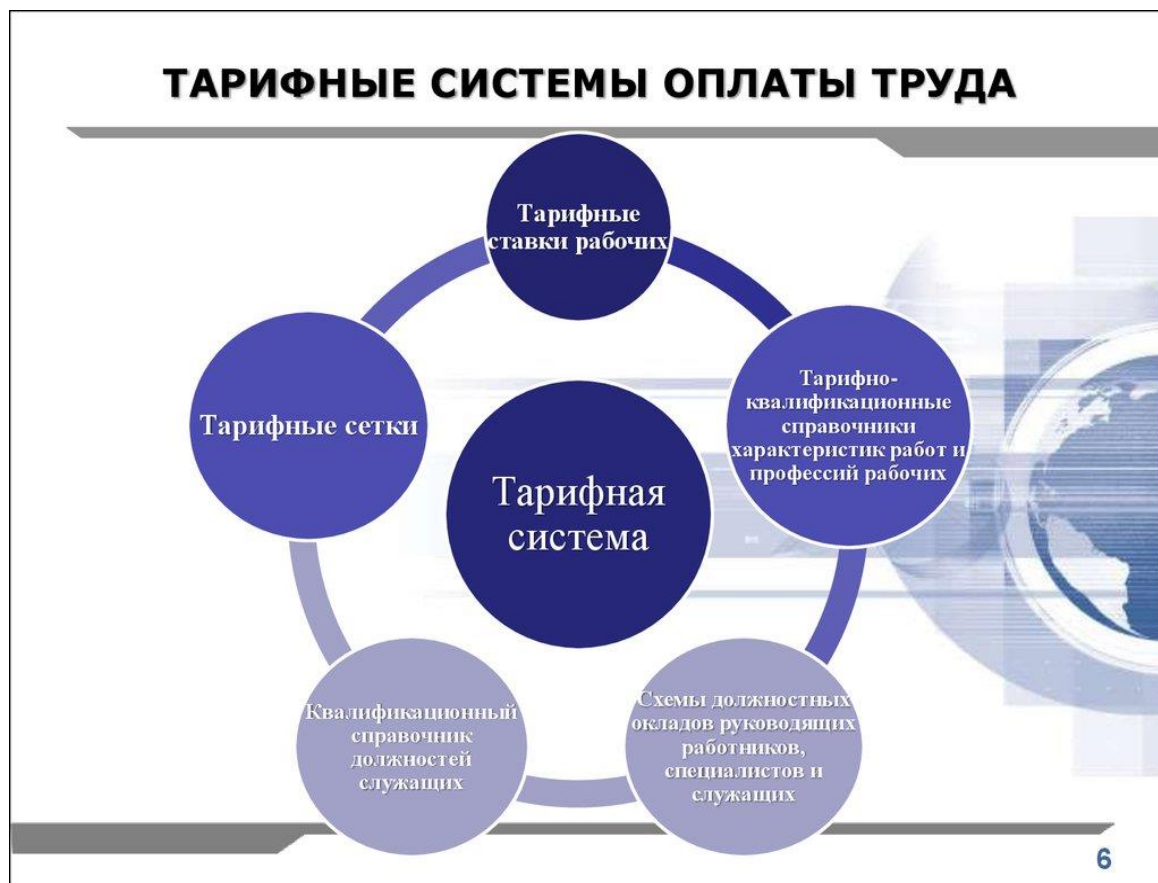 ТАРИФНЫЕ СИСТЕМЫ ОПЛАТЫ ТРУДА
Тарифные
ставки рабочих
Тарифно-
квалификационные
справочники
характеристик работ и
профессий рабочих
Схемы должностных
окладов руководящих
работников,
специалистов и
служащих
Квалификационный
справочник
должностей
служащих
Тарифные сетки
Тарифная
система
6